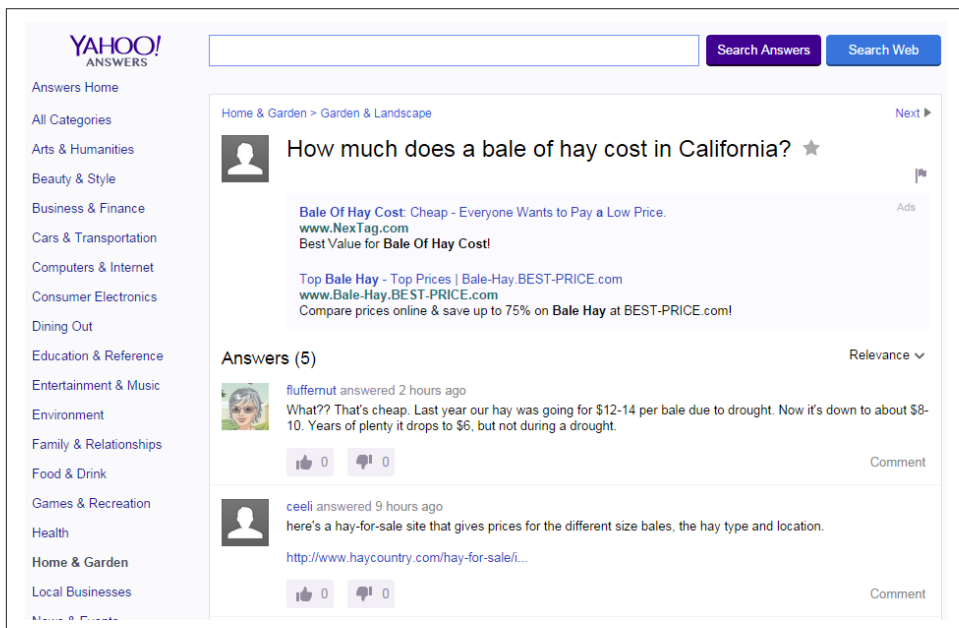 YAHOO!
ANSWERS
Search Answers
Search Web
Answers Home
All Categories
Arts & Humanities
Beauty & Style
Business & Finance
Cars & Transportation
Computers & Internet
Consumer Electronics
Dining Out
Education & Reference
Entertainment & Music
Environment
Family & Relationships
Food & Drink
Games & Recreation
Health
Home & Garden
Local Businesses
News & Events
Home & Garden > Garden & Landscape
Next
How much does a bale of hay cost in California?
Ads
Bale Of Hay Cost: Cheap - Everyone Wants to Pay a Low Price.
www.NexTag.com
Best Value for Bale Of Hay Cost!
Top Bale Hay - Top Prices | Bale-Hay.BEST-PRICE.com
www.Bale-Hay.BEST-PRICE.com
Compare prices online & save up to 75% on Bale Hay at BEST-PRICE.com!
Answers (5)
Relevance
fluffernut answered 2 hours ago
What?? That's cheap. Last year our hay was going for $12-14 per bale due to drought. Now it's down to about $8-
10. Years of plenty it drops to $6, but not during a drought.
0
0
Comment
ceeli answered 9 hours ago
here's a hay-for-sale site that gives prices for the different size bales, the hay type and location.
http://www.haycountry.com/hay-for-sale/i...
0
0
Comment